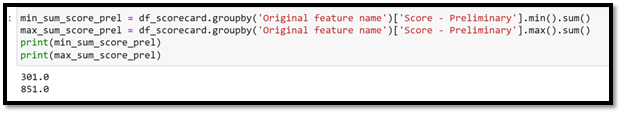 : min_sum_score_prel = df_scorecard.groupby('Original feature name')['Score - Preliminary'].min().sum()
max_sum_score_prel = df_scorecard.groupby('Original feature name')['Score - Preliminary'].max().sum()
print(min_sum_score_prel)
print(max_sum_score_prel)
301.0
851.0